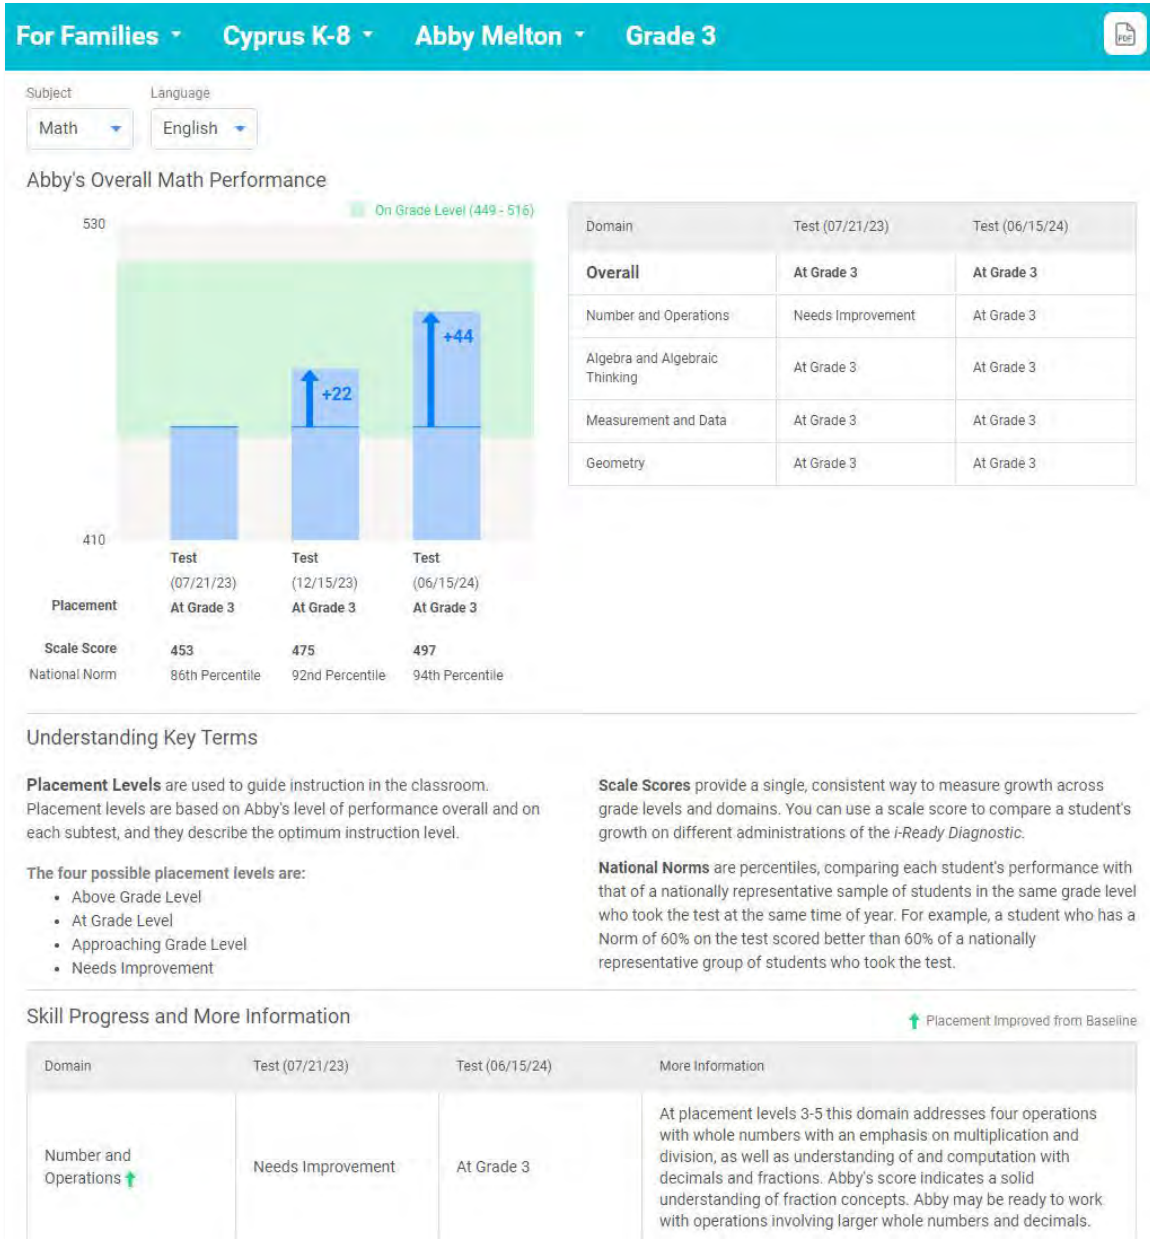 For Families Cyprus K-8 Abby Melton Grade 3
PDF
Subject Language
Math English
Abby's Overall Math Performance
On Grade Level (449 - 516)
530
+44
+22
410
Test Test Test
(07/21/23) (12/15/23) (06/15/24)
Placement At Grade 3 At Grade 3 At Grade 3
Scale Score 453 475 497
National Norm 86th Percentile 92nd Percentile 94th Percentile
Domain Test (07/21/23) Test (06/15/24)
Overall At Grade 3 At Grade 3
Number and Operations Needs Improvement At Grade 3
Algebra and Algebraic
Thinking At Grade 3 At Grade 3
Measurement and Data At Grade 3 At Grade 3
Geometry At Grade 3 At Grade 3
Understanding Key Terms
Placement Levels are used to guide instruction in the classroom.
Placement levels are based on Abby's level of performance overall and on
each subtest, and they describe the optimum instruction level.
The four possible placement levels are:
• Above Grade Level
• At Grade Level
• Approaching Grade Level
• Needs Improvement
Scale Scores provide a single, consistent way to measure growth across
grade levels and domains. You can use a scale score to compare a student's
growth on different administrations of the i-Ready Diagnostic.
National Norms are percentiles, comparing each student's performance with
that of a nationally representative sample of students in the same grade level
who took the test at the same time of year. For example, a student who has a
Norm of 60% on the test scored better than 60% of a nationally
representative group of students who took the test.
Skill Progress and More Information
Placement Improved from Baseline
Domain Test (07/21/23) Test (06/15/24) More Information
Number and
Operations Needs Improvement At Grade 3
At placement levels 3-5 this domain addresses four operations
with whole numbers with an emphasis on multiplication and
division, as well as understanding of and computation with
decimals and fractions. Abby's score indicates a solid
understanding of fraction concepts. Abby may be ready to work
with operations involving larger whole numbers and decimals.